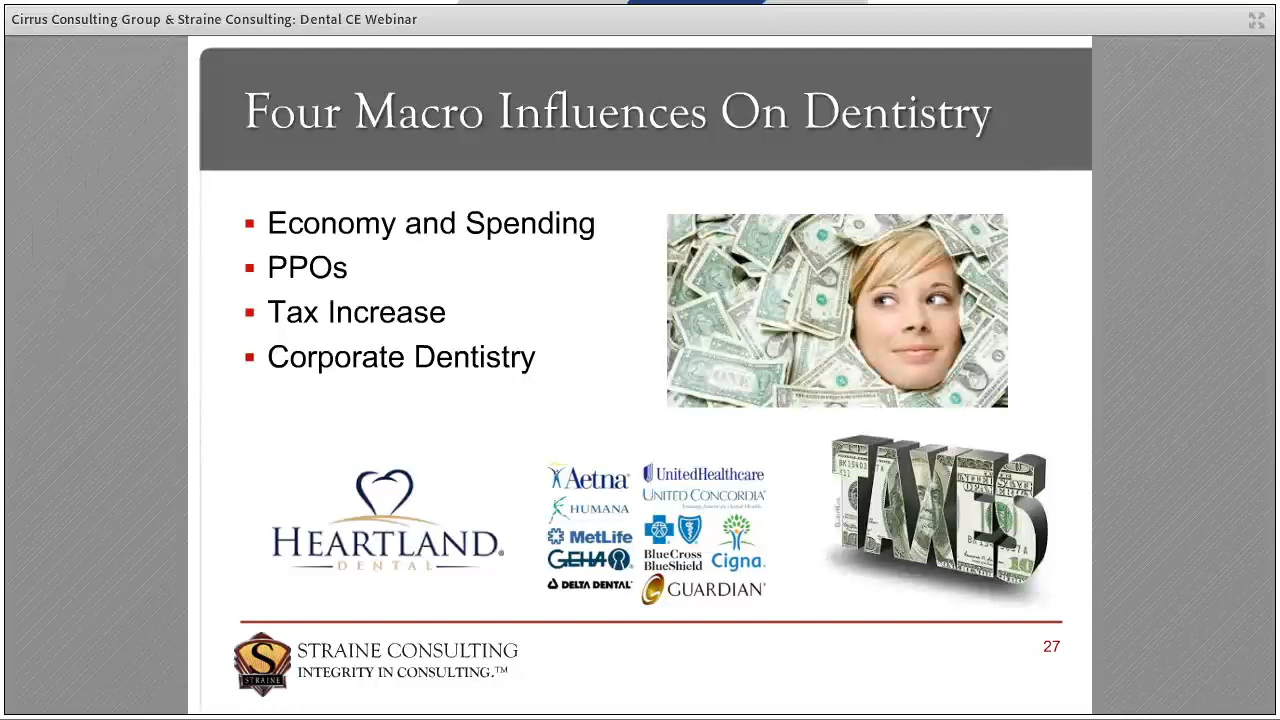 Cirrus Consulting Group & Straine Consulting: Dental CE Webinar
Four Macro Influences On Dentistry
Economy and Spending
PPOs
Tax Increase
Corporate Dentistry
ONE
TAXES
HEARTLAND.
DENTAL
Aetna
UnitedHealthcare
HUMANA
UNITED CONCORDIA
MetLife
GEHA
BlueCross
BlueShield
Cigna.
DELTA DENTAL
GUARDIAN
STRAINE CONSULTING
INTEGRITY IN CONSULTING.™
S
STRAINE
27